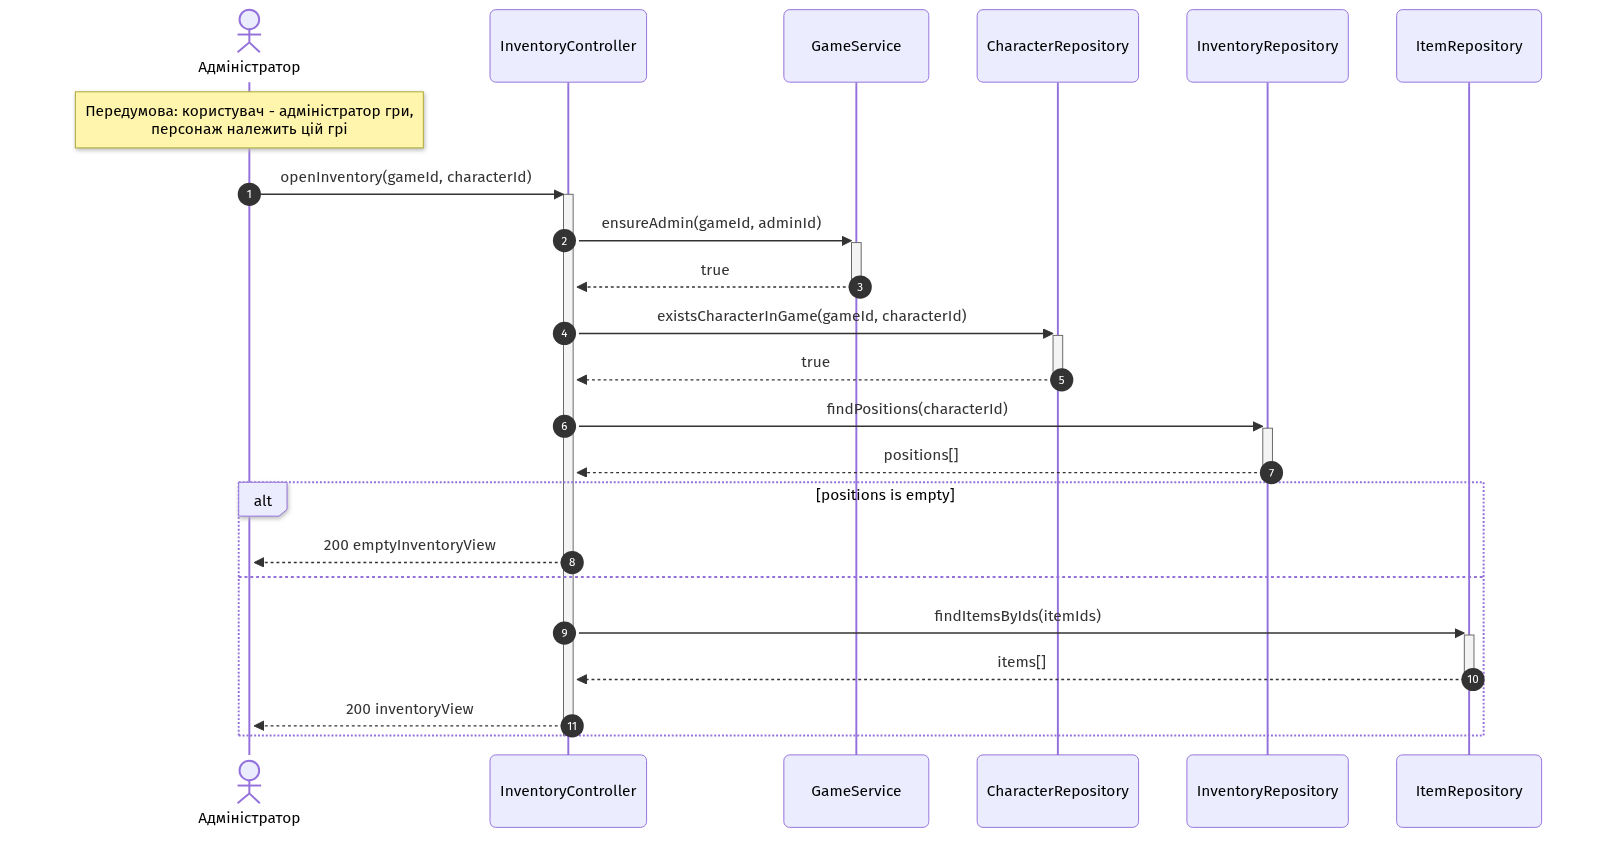 Адміністратор
InventoryController
GameService
CharacterRepository
InventoryRepository
ItemRepository
Передумова: користувач - адміністратор гри,
персонаж належить цій грі
openInventory(gameId, characterId)
1
ensureAdmin(gameId, adminId)
2
true
3
existsCharacterInGame(gameId, characterId)
4
true
5
findPositions(characterId)
6
positions[]
7
alt
[positions is empty]
200 emptyInventoryView
8
findItemsByIds(itemIds)
9
items[]
10
200 inventoryView
11
Адміністратор
InventoryController
GameService
CharacterRepository
InventoryRepository
ItemRepository